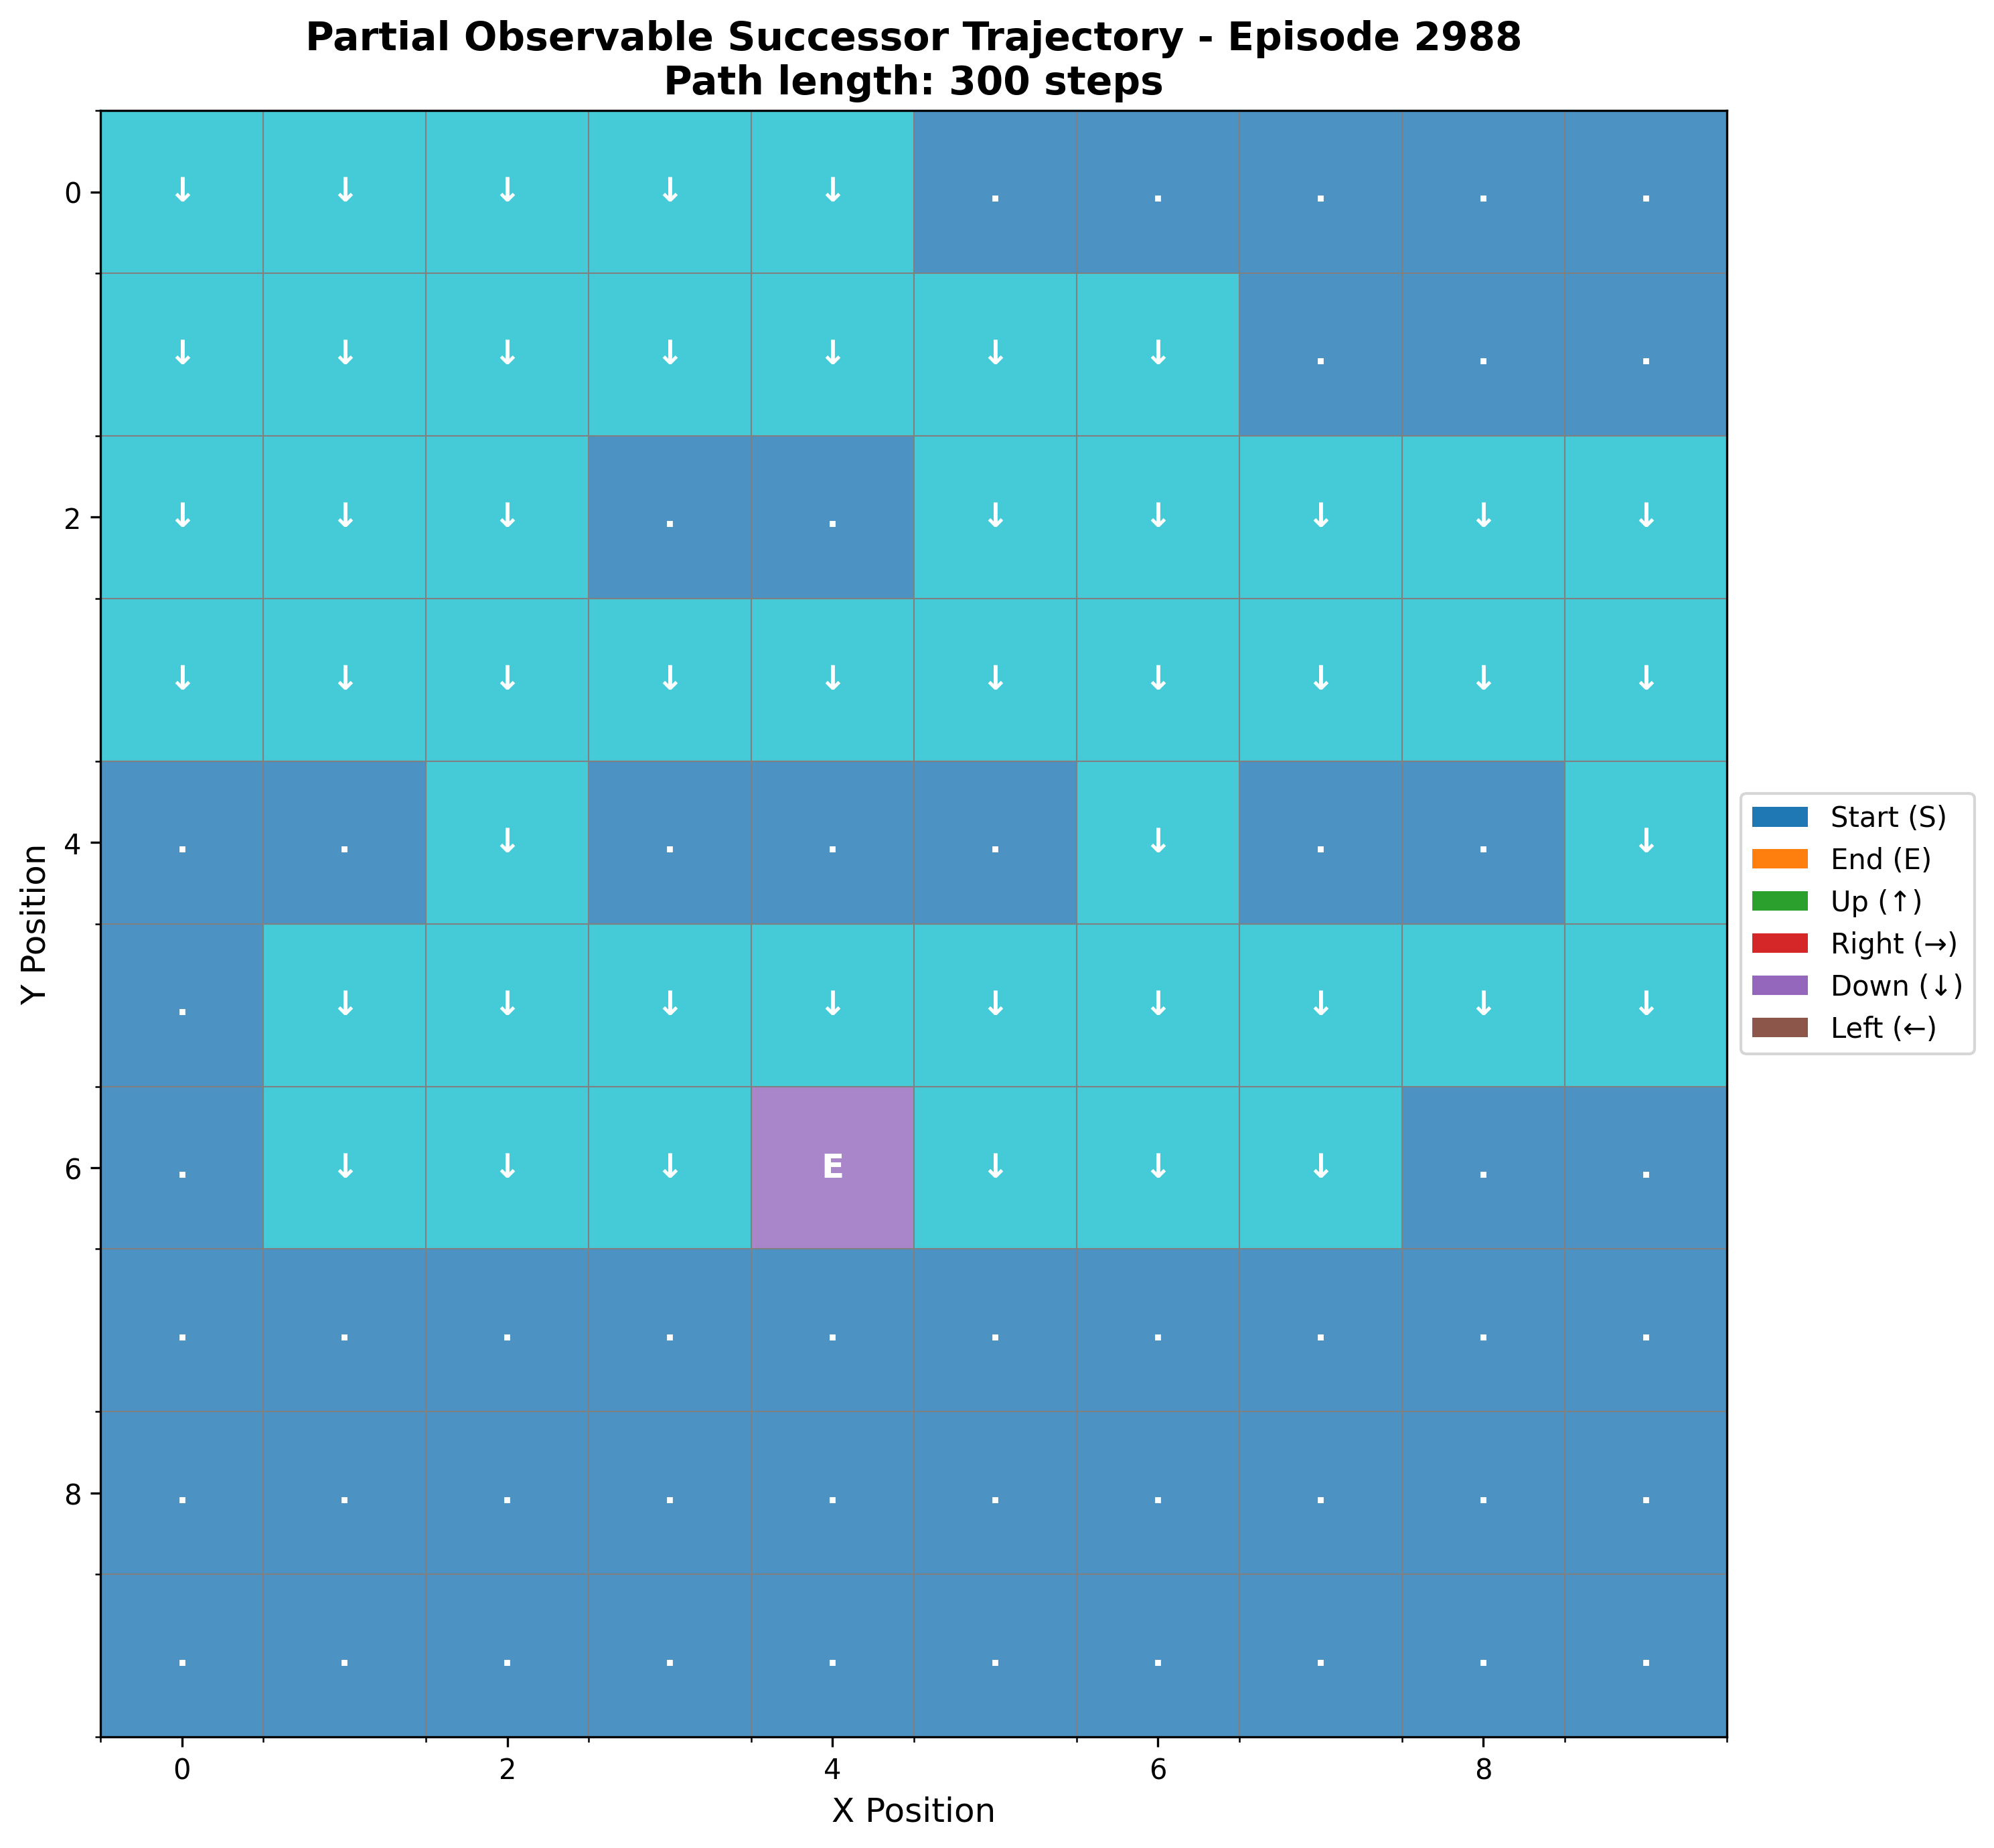 Partial Observable Successor Trajectory - Episode 2988
Path length: 300 steps
0 ↓ ↓ ↓ ↓ ↓ . . . . .
↓ ↓ ↓ ↓ ↓ ↓ ↓ . . .
2 ↓ ↓ ↓ . . ↓ ↓ ↓ ↓ ↓
↓ ↓ ↓ ↓ ↓ ↓ ↓ ↓ ↓ ↓
4 . . ↓ . . . ↓ . . ↓
. ↓ ↓ ↓ ↓ ↓ ↓ ↓ ↓ ↓
6 . ↓ ↓ ↓ E ↓ ↓ ↓ . .
. . . . . . . . . .
8 . . . . . . . . . .
. . . . . . . . . .
0 2 4 6 8
X Position
Y Position
Start (S)
End (E)
Up (↑)
Right (→)
Down (↓)
Left (←)